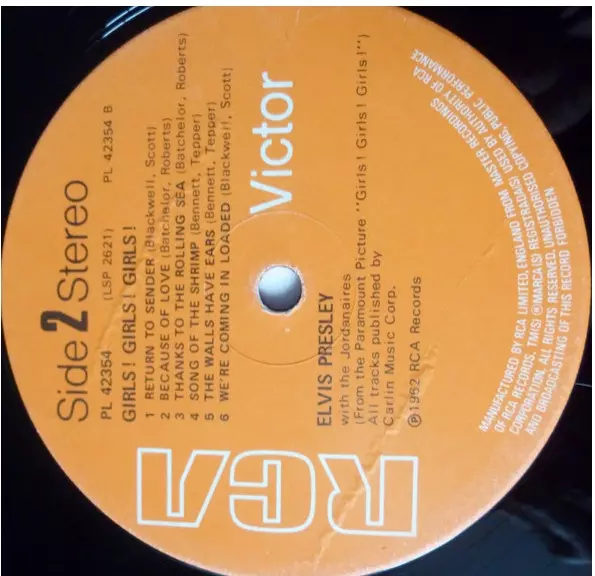 RCA Victor
Side 2 Stereo
(LSP 2621)
PL 42354 PL 42354 B
GIRLS! GIRLS! GIRLS!
1 RETURN TO SENDER (Blackwell, Scott)
2 BECAUSE OF LOVE (Batchelor, Roberts)
3 THANKS TO THE ROLLING SEA (Batchelor, Roberts)
4 SONG OF THE SHRIMP (Bennett, Tepper)
5 THE WALLS HAVE EARS (Bennett, Tepper)
6 WE'RE COMING IN LOADED (Blackwell, Scott)
ELVIS PRESLEY
with the Jordanaires
(From the Paramount Picture "Girls! Girls! Girls!")
All tracks published by
Carlin Music Corp.
Ⓟ1962 RCA Records
MANUFACTURED BY RCA LIMITED, ENGLAND FROM MASTER RECORDINGS
OF RCA RECORDS, TM(S) ® MARCA(S) REGISTRADA(S) USED BY AUTHORITY OF RCA
CORPORATION. ALL RIGHTS RESERVED. UNAUTHORISED COPYING, PUBLIC PERFORMANCE
AND BROADCASTING OF THIS RECORD FORBIDDEN